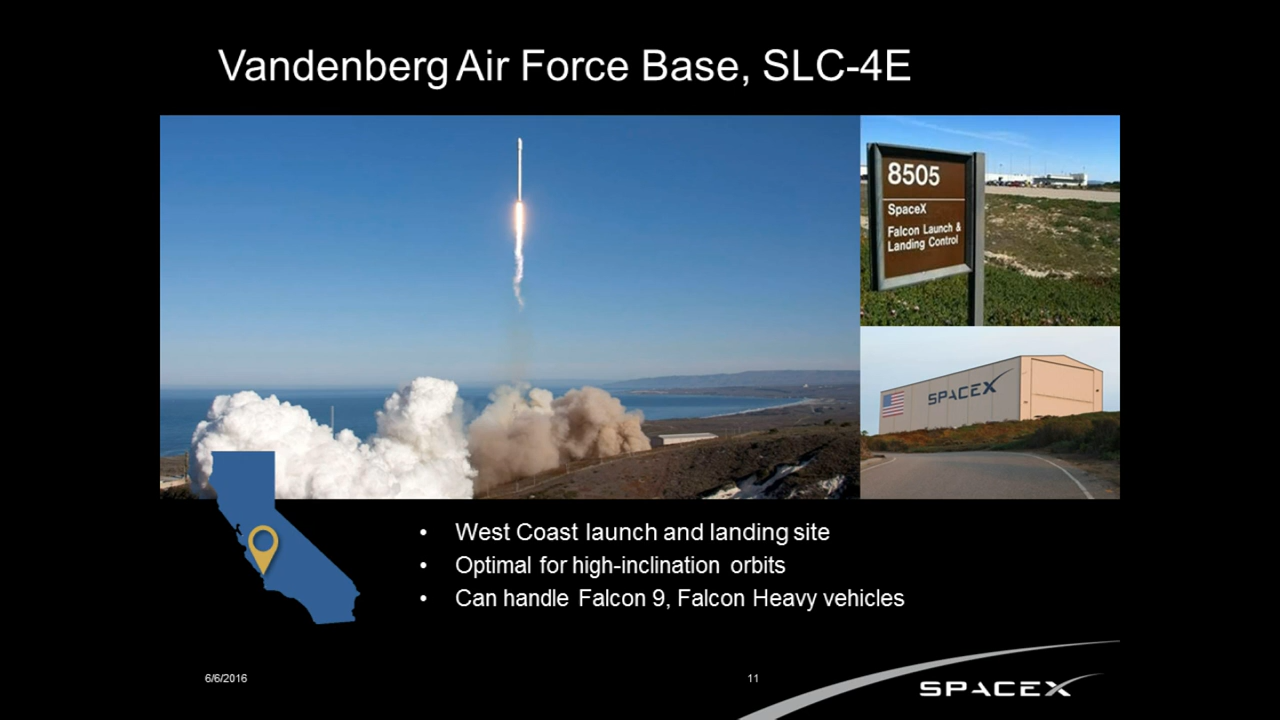 Vandenberg Air Force Base, SLC-4E
8505
SpaceX
Falcon Launch &
Landing Control
SPACEX
• West Coast launch and landing site
• Optimal for high-inclination orbits
• Can handle Falcon 9, Falcon Heavy vehicles
6/6/2016
11
SPACEX